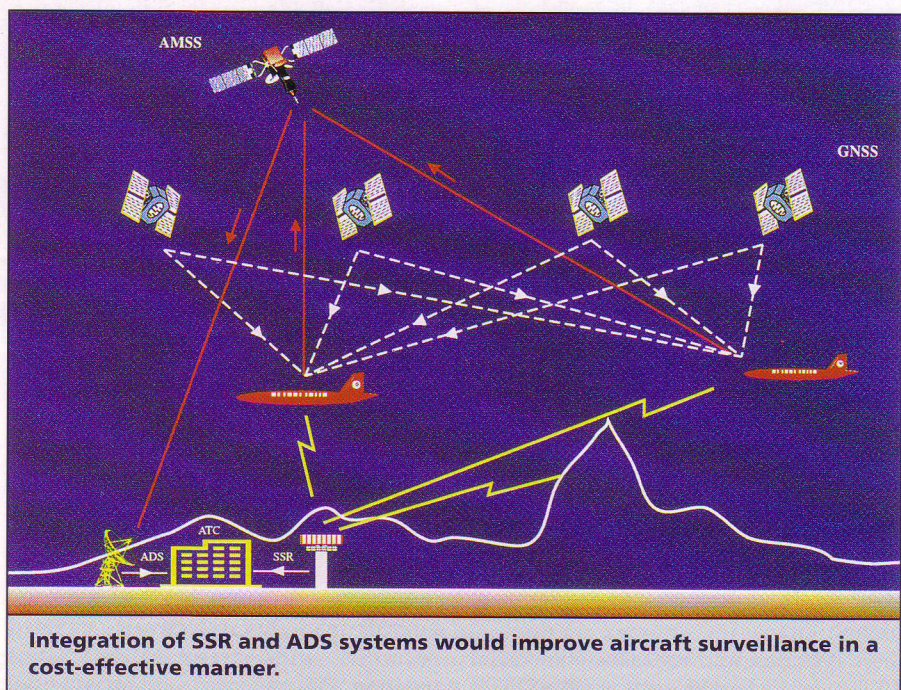 AMSS
GNSS
ATC
ADS
SSR
Integration of SSR and ADS systems would improve aircraft surveillance in a
cost-effective manner.